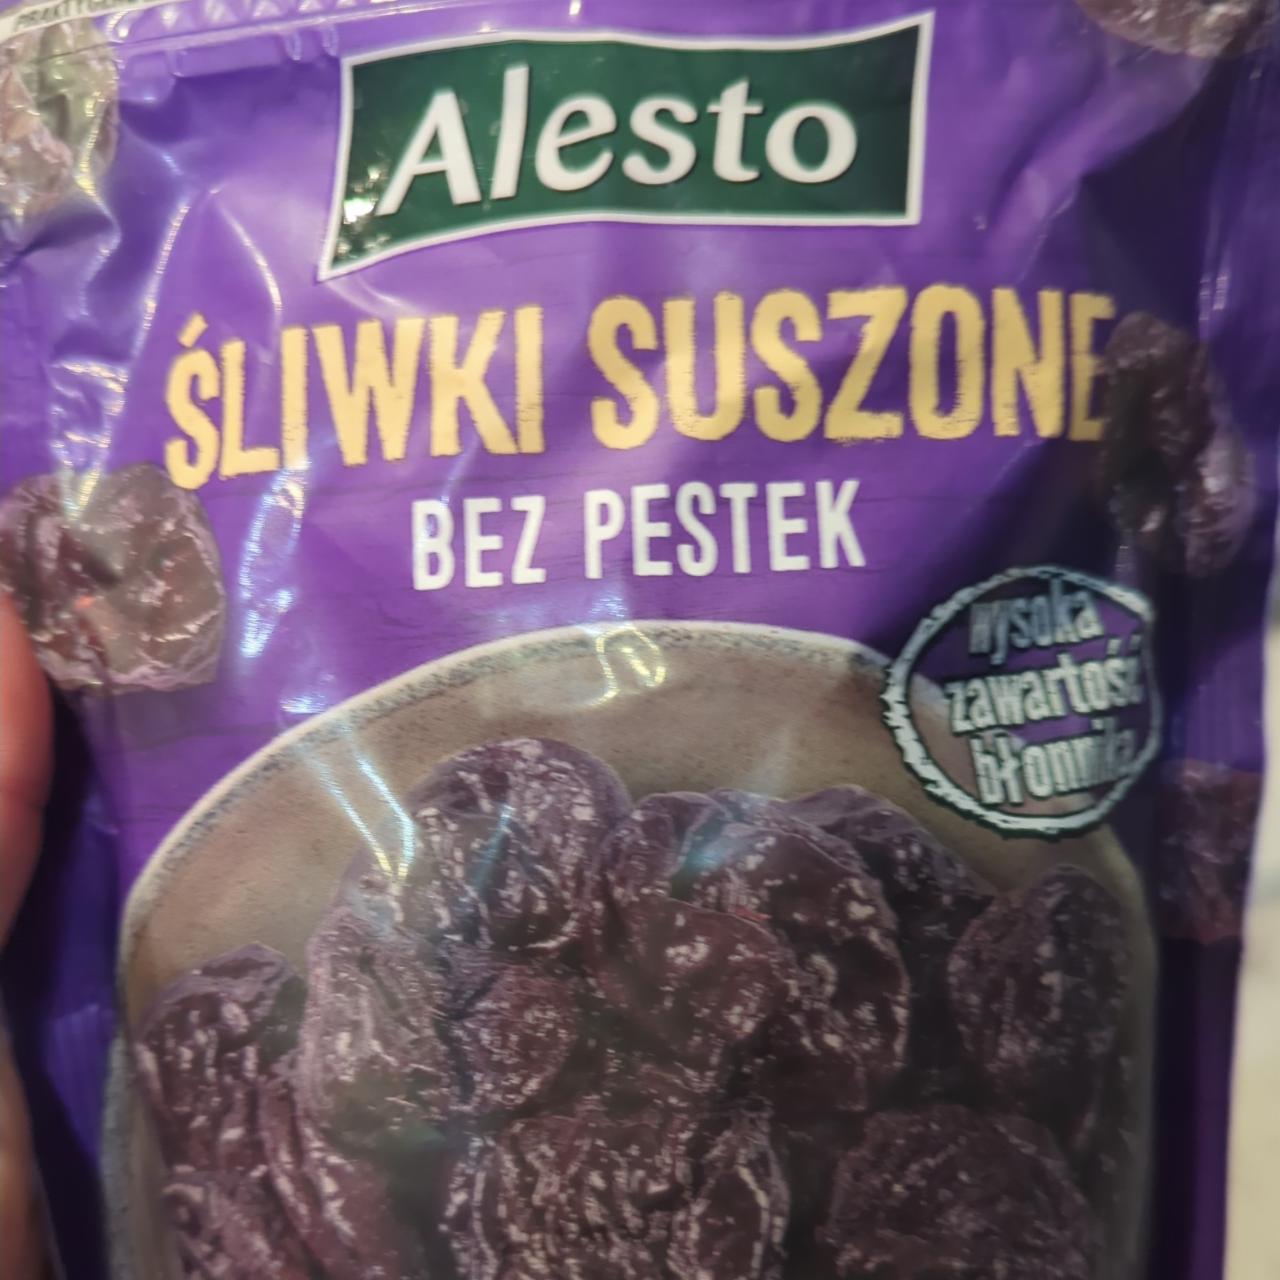 Alesto
ŚLIWKI SUSZONE
BEZ PESTEK
wysoka
zawartość
błonnika